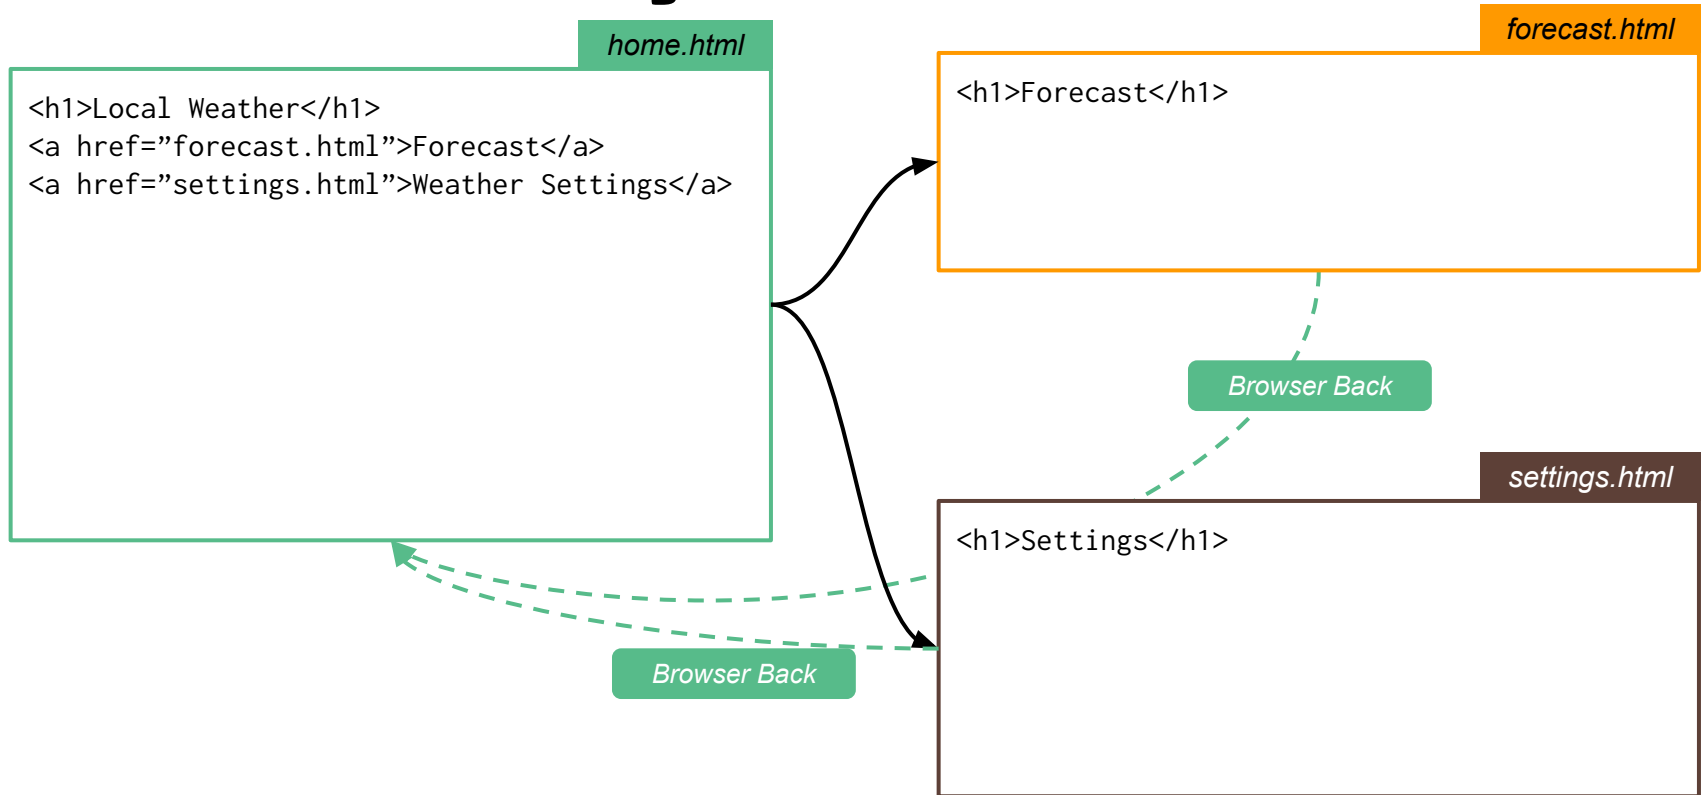 home.html
<h1>Local Weather</h1>
<a href=”forecast.html”>Forecast</a>
<a href=”settings.html”>Weather Settings</a>
forecast.html
<h1>Forecast</h1>
Browser Back
settings.html
<h1>Settings</h1>
Browser Back